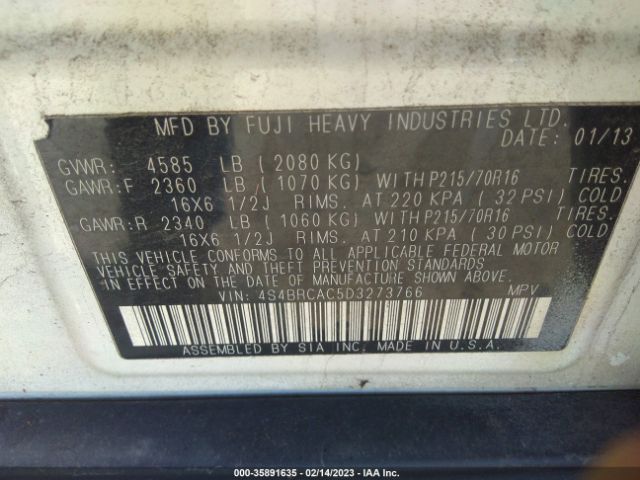 MFD BY FUJI HEAVY INDUSTRIES LTD.
DATE: 01/13
GVWR: 4585 LB (2080 KG)
GAWR:F 2360 LB (1070 KG) WITH P215/70R16 TIRES.
16X6 1/2J RIMS. AT 220 KPA (32 PSI) COLD
GAWR:R 2340 LB (1060 KG) WITH P215/70R16 TIRES.
16X6 1/2J RIMS. AT 210 KPA (30 PSI) COLD
THIS VEHICLE CONFORMS TO ALL APPLICABLE FEDERAL MOTOR
VEHICLE SAFETY AND THEFT PREVENTION STANDARDS
IN EFFECT ON THE DATE OF MANUFACTURE SHOWN ABOVE.
VIN: 4S4BRCAC5D3273766 MPV
ASSEMBLED BY SIA INC. MADE IN U.S.A.
000-35891635 - 02/14/2023 - IAA Inc.